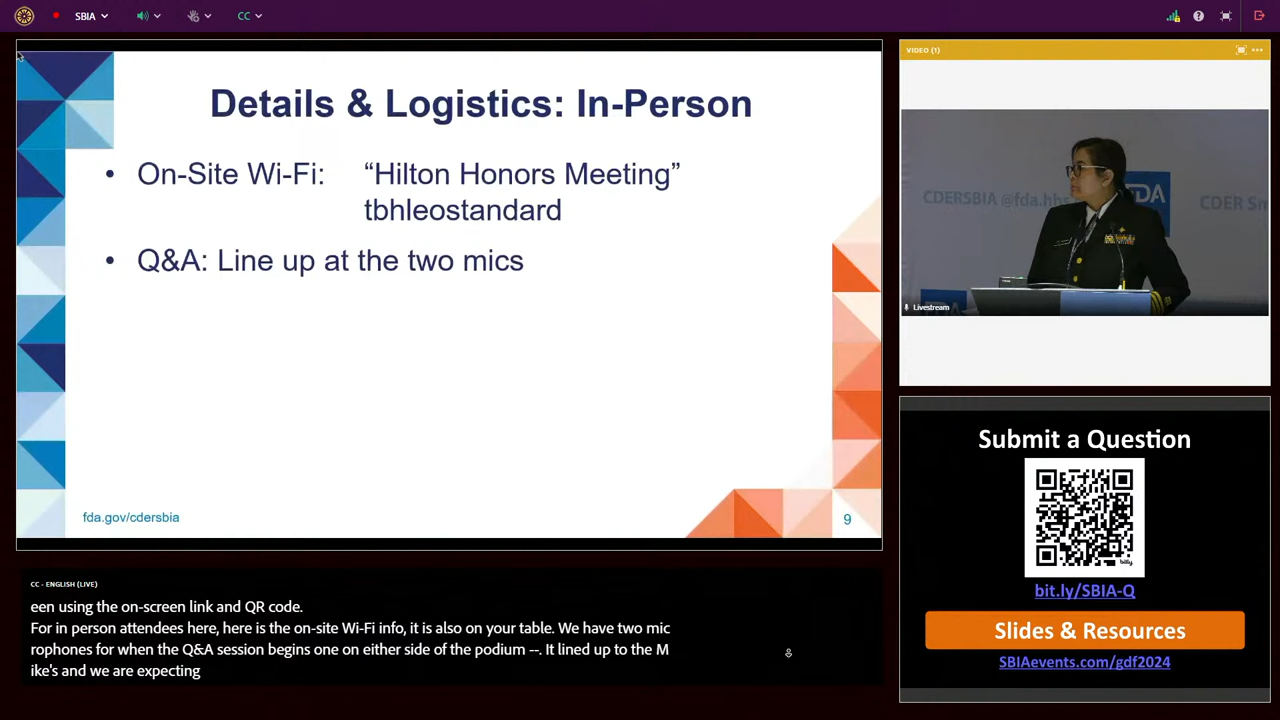 SBIA
CC
Details & Logistics: In-Person
• On-Site Wi-Fi: “Hilton Honors Meeting”
tbhleostandard
• Q&A: Line up at the two mics
fda.gov/cdersbia
9
CC - ENGLISH (LIVE)
een using the on-screen link and QR code.
For in person attendees here, here is the on-site Wi-Fi info, it is also on your table. We have two mic
rophones for when the Q&A session begins one on either side of the podium --. It lined up to the M
ike's and we are expecting
VIDEO (1)
CDERSBIA @fda.hhs
FDA
CDER Sm
Livestream
Submit a Question
bitly
bit.ly/SBIA-Q
Slides & Resources
SBIAevents.com/gdf2024